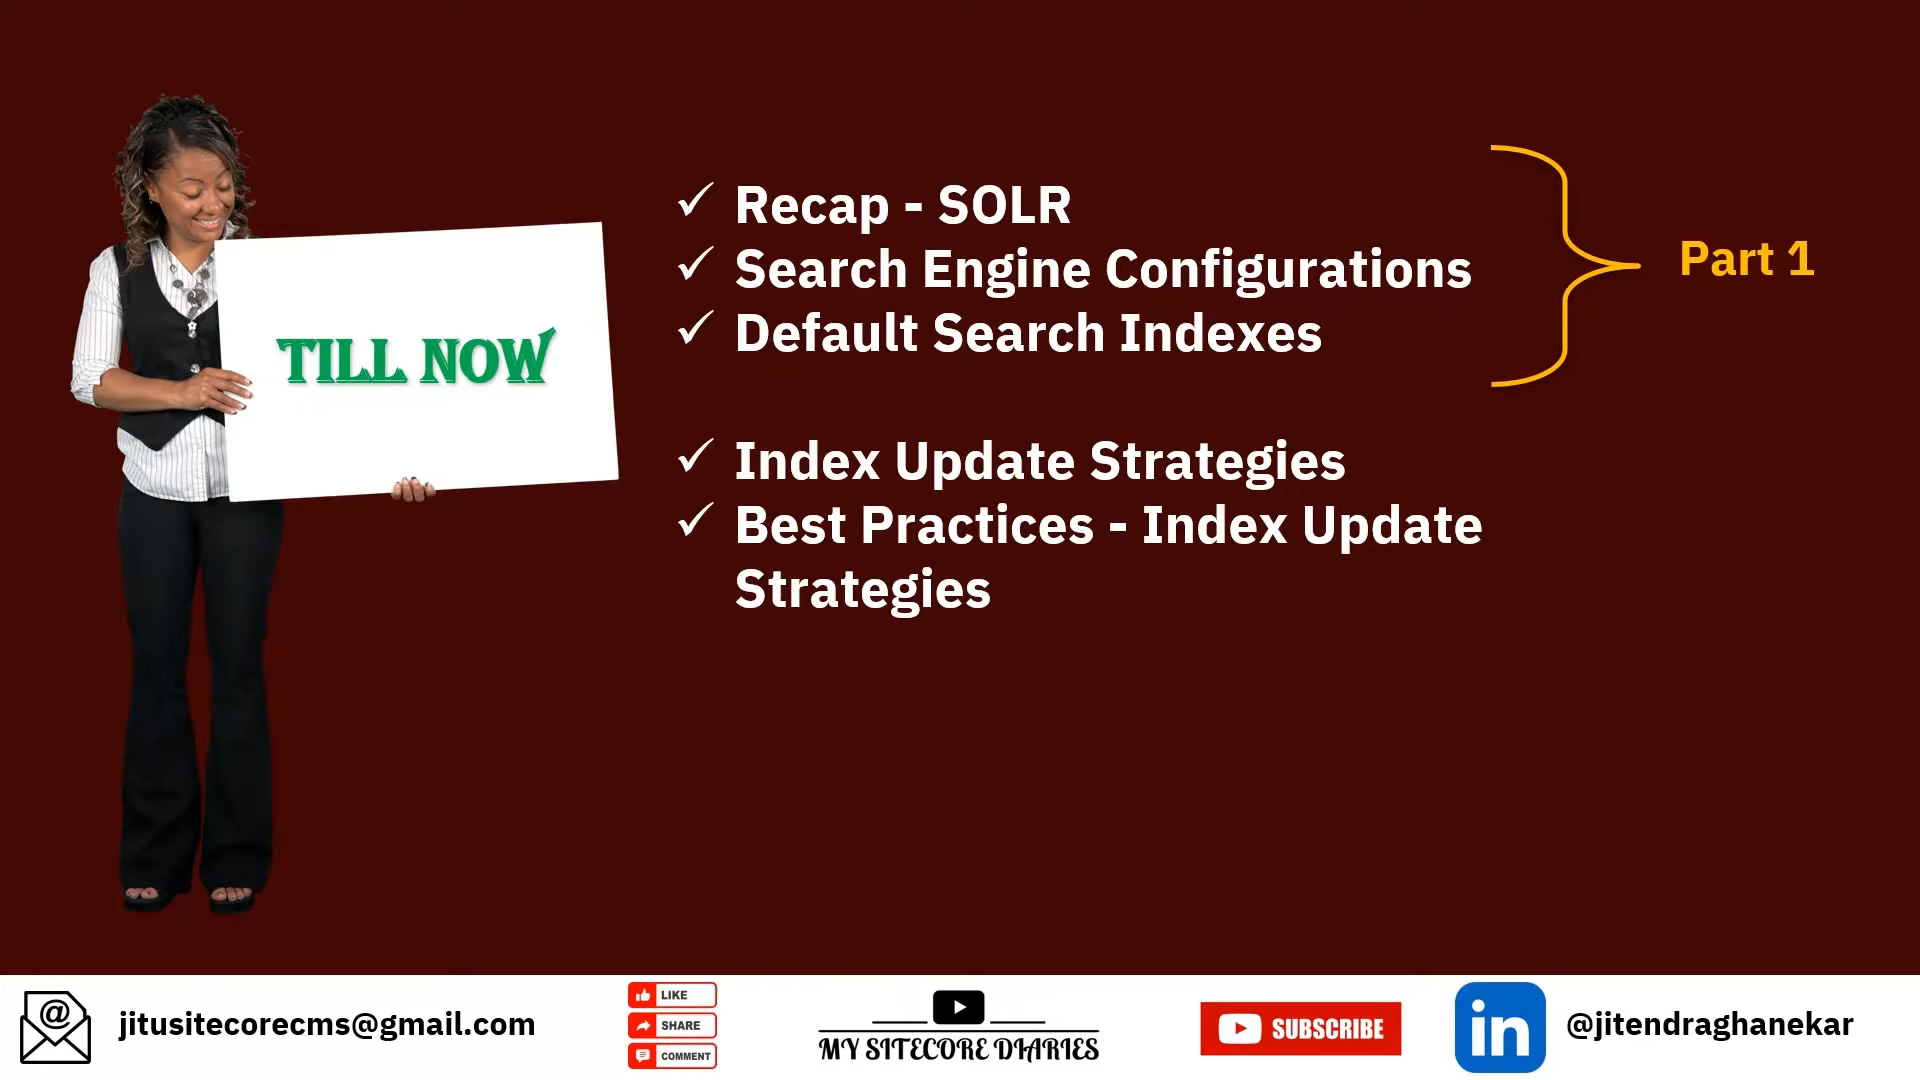 TILL NOW
✓ Recap - SOLR
✓ Search Engine Configurations
✓ Default Search Indexes
Part 1
✓ Index Update Strategies
✓ Best Practices - Index Update
Strategies
@
jitusitecorecms@gmail.com
LIKE
SHARE
COMMENT
MY SITECORE DIARIES
SUBSCRIBE
in
@jitendraghanekar